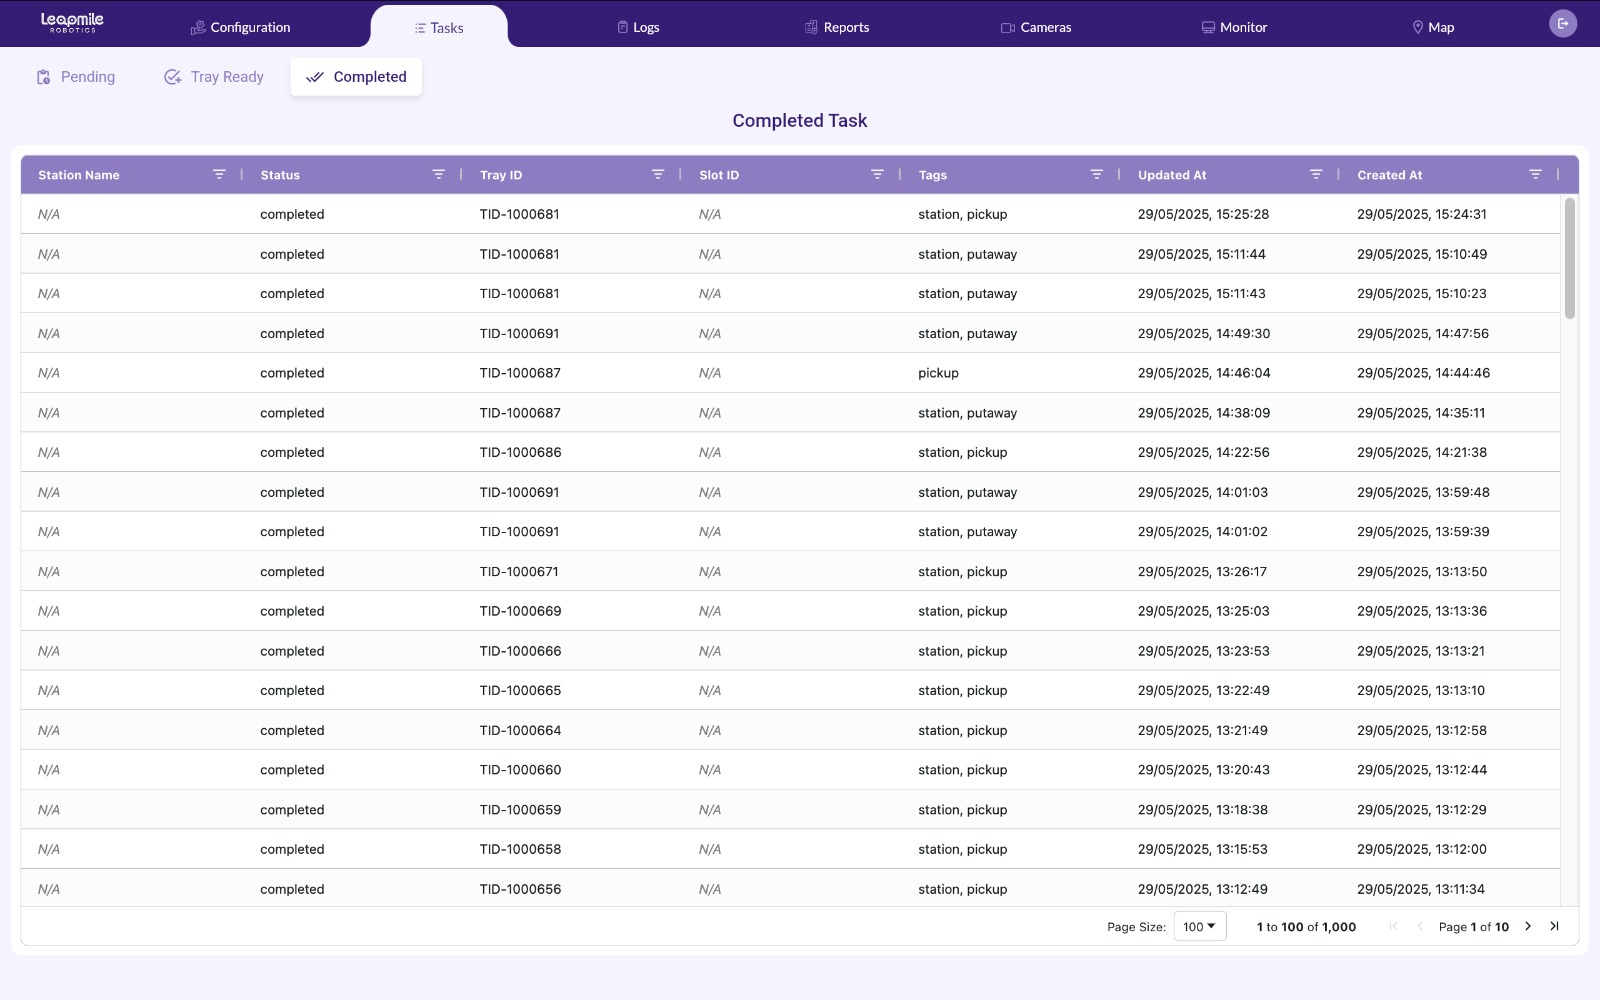 Leapmile
ROBOTICS
Configuration
Tasks
Logs
Reports
Cameras
Monitor
Map
Pending
Tray Ready
Completed
Completed Task
Station Name Status Tray ID Slot ID Tags Updated At Created At
N/A completed TID-1000681 N/A station, pickup 29/05/2025, 15:25:28 29/05/2025, 15:24:31
N/A completed TID-1000681 N/A station, putaway 29/05/2025, 15:11:44 29/05/2025, 15:10:49
N/A completed TID-1000681 N/A station, putaway 29/05/2025, 15:11:43 29/05/2025, 15:10:23
N/A completed TID-1000691 N/A station, putaway 29/05/2025, 14:49:30 29/05/2025, 14:47:56
N/A completed TID-1000687 N/A pickup 29/05/2025, 14:46:04 29/05/2025, 14:44:46
N/A completed TID-1000687 N/A station, putaway 29/05/2025, 14:38:09 29/05/2025, 14:35:11
N/A completed TID-1000686 N/A station, pickup 29/05/2025, 14:22:56 29/05/2025, 14:21:38
N/A completed TID-1000691 N/A station, putaway 29/05/2025, 14:01:03 29/05/2025, 13:59:48
N/A completed TID-1000691 N/A station, putaway 29/05/2025, 14:01:02 29/05/2025, 13:59:39
N/A completed TID-1000671 N/A station, pickup 29/05/2025, 13:26:17 29/05/2025, 13:13:50
N/A completed TID-1000669 N/A station, pickup 29/05/2025, 13:25:03 29/05/2025, 13:13:36
N/A completed TID-1000666 N/A station, pickup 29/05/2025, 13:23:53 29/05/2025, 13:13:21
N/A completed TID-1000665 N/A station, pickup 29/05/2025, 13:22:49 29/05/2025, 13:13:10
N/A completed TID-1000664 N/A station, pickup 29/05/2025, 13:21:49 29/05/2025, 13:12:58
N/A completed TID-1000660 N/A station, pickup 29/05/2025, 13:20:43 29/05/2025, 13:12:44
N/A completed TID-1000659 N/A station, pickup 29/05/2025, 13:18:38 29/05/2025, 13:12:29
N/A completed TID-1000658 N/A station, pickup 29/05/2025, 13:15:53 29/05/2025, 13:12:00
N/A completed TID-1000656 N/A station, pickup 29/05/2025, 13:12:49 29/05/2025, 13:11:34
Page Size: 100 1 to 100 of 1,000 Page 1 of 10